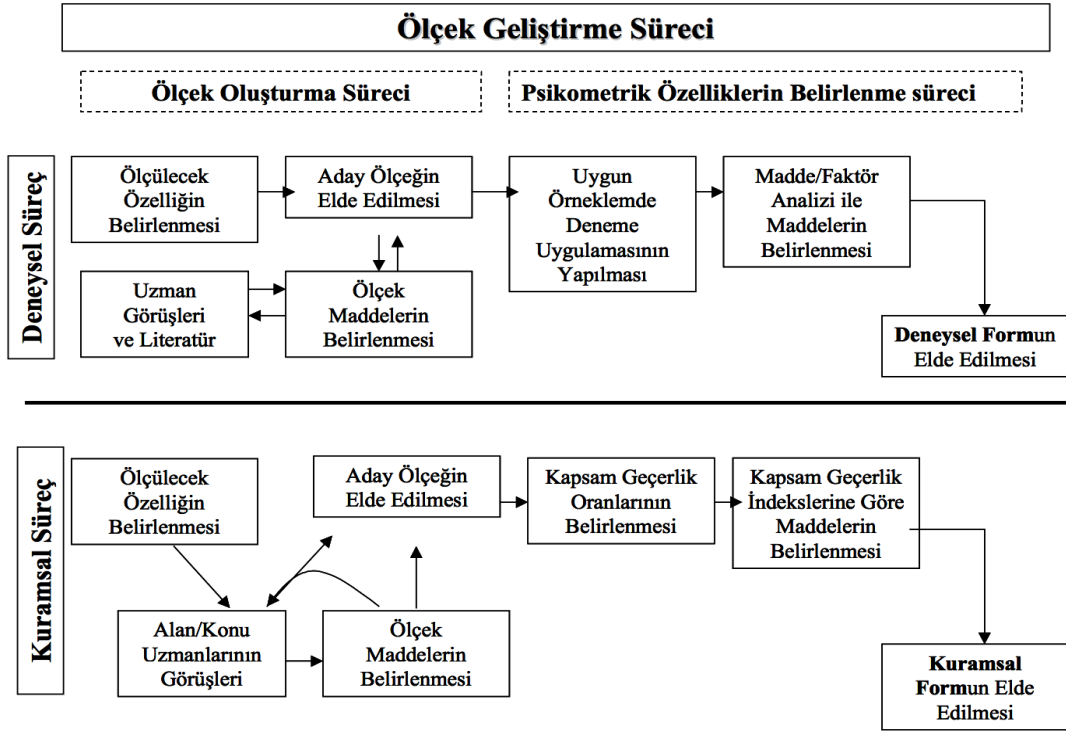 Ölçek Geliştirme Süreci
Ölçek Oluşturma Süreci
Psikometrik Özelliklerin Belirlenme süreci
Deneysel Süreç
Ölçülecek
Özelliğin
Belirlenmesi
Aday Ölçeğin
Elde Edilmesi
Uygun
Örneklemde
Deneme
Uygulamasının
Yapılması
Madde/Faktör
Analizi ile
Maddelerin
Belirlenmesi
Uzman
Görüşleri
ve Literatür
Ölçek
Maddelerin
Belirlenmesi
Deneysel Formun
Elde Edilmesi
Kuramsal Süreç
Ölçülecek
Özelliğin
Belirlenmesi
Aday Ölçeğin
Elde Edilmesi
Kapsam Geçerlik
Oranlarının
Belirlenmesi
Kapsam Geçerlik
İndekslerine Göre
Maddelerin
Belirlenmesi
Alan/Konu
Uzmanlarının
Görüşleri
Ölçek
Maddelerin
Belirlenmesi
Kuramsal
Formun Elde
Edilmesi